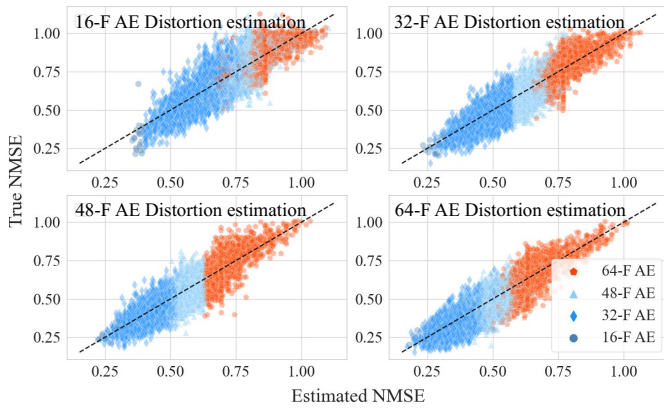 16-F AE Distortion estimation
32-F AE Distortion estimation
1.00
0.75
0.50
0.25
1.00
0.75
0.50
0.25
0.25 0.50 0.75 1.00
0.25 0.50 0.75 1.00
True NMSE
48-F AE Distortion estimation
64-F AE Distortion estimation
1.00
0.75
0.50
0.25
1.00
0.75
0.50
0.25
64-F AE
48-F AE
32-F AE
16-F AE
0.25 0.50 0.75 1.00
0.25 0.50 0.75 1.00
Estimated NMSE